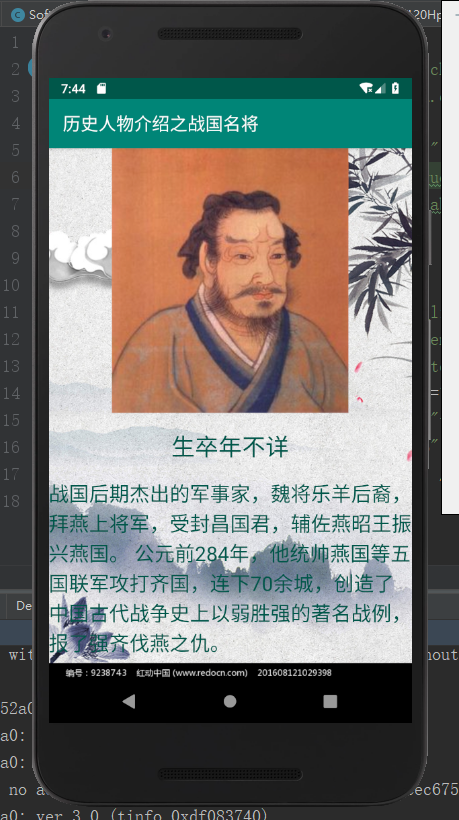 Sof
120Hp
1
2
3
4
5
6
7
8
9
10
11
12
13
14
15
16
17
18
7:44
历史人物介绍之战国名将
生卒年不详
战国后期杰出的军事家，魏将乐羊后裔，
拜燕上将军，受封昌国君，辅佐燕昭王振
兴燕国。 公元前284年，他统帅燕国等五
国联军攻打齐国，连下70余城，创造了
中国古代战争史上以弱胜强的著名战例，
报了强齐伐燕之仇。
编号：9238743 红动中国 (www.redocn.com) 201608121029398
De
wit
hout
52a0
a0:
a0:
no a
ec675
a0: ver 3.0 (tinfo 0xdf083740)